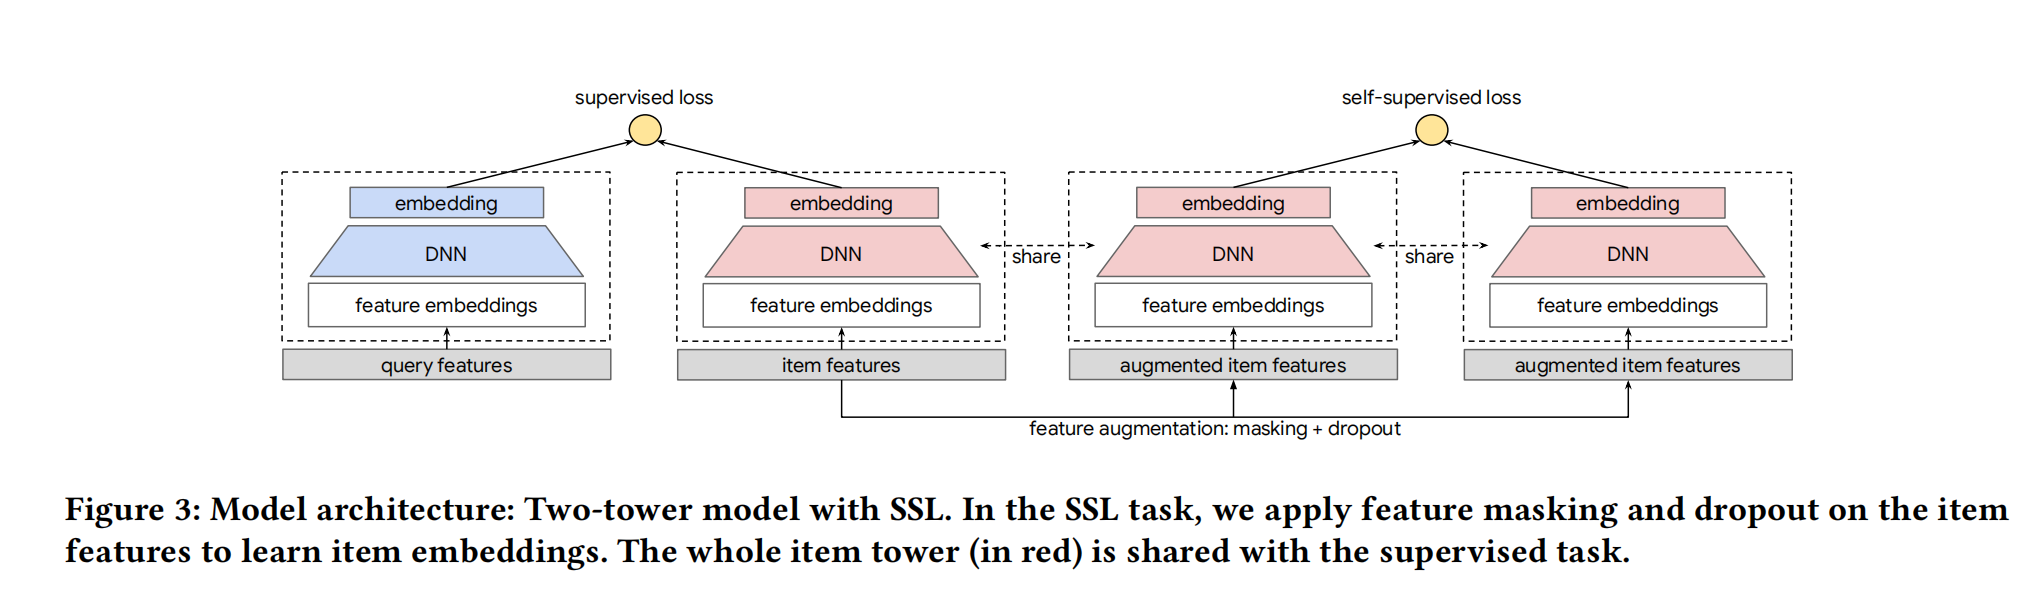 supervised loss
self-supervised loss
embedding
embedding
embedding
embedding
DNN
DNN
DNN
DNN
share
share
feature embeddings
feature embeddings
feature embeddings
feature embeddings
query features
item features
augmented item features
augmented item features
feature augmentation: masking + dropout
Figure 3: Model architecture: Two-tower model with SSL. In the SSL task, we apply feature masking and dropout on the item
features to learn item embeddings. The whole item tower (in red) is shared with the supervised task.